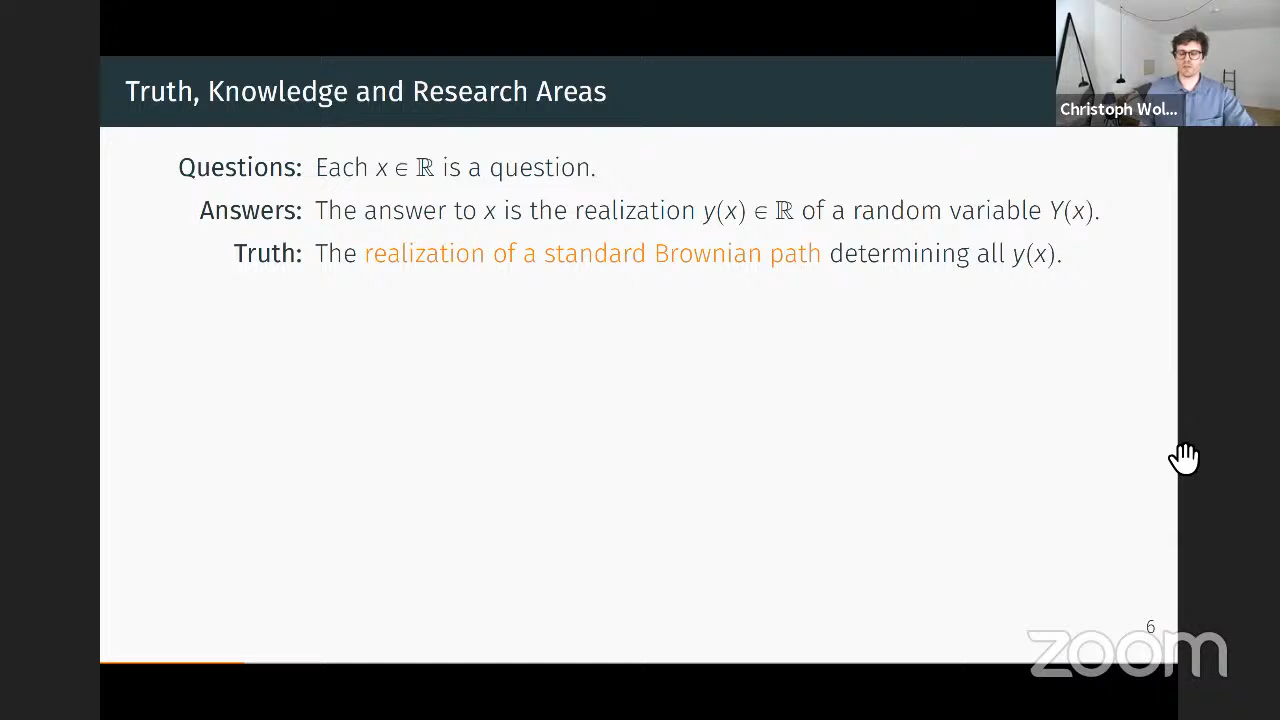 Truth, Knowledge and Research Areas
Christoph Wol...
Questions: Each x ∈ ℝ is a question.
Answers: The answer to x is the realization y(x) ∈ ℝ of a random variable Y(x).
Truth: The realization of a standard Brownian path determining all y(x).
6
zoom